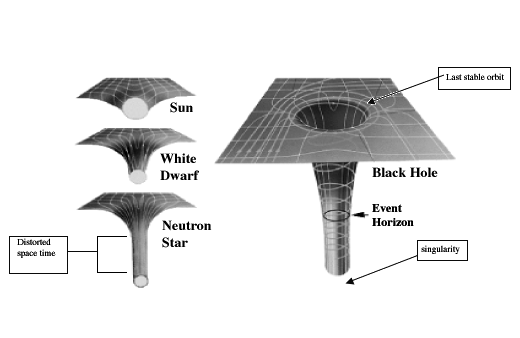 Last stable orbit
Sun
White
Dwarf
Black Hole
Neutron
Star
Event
Horizon
Distorted
space time
singularity